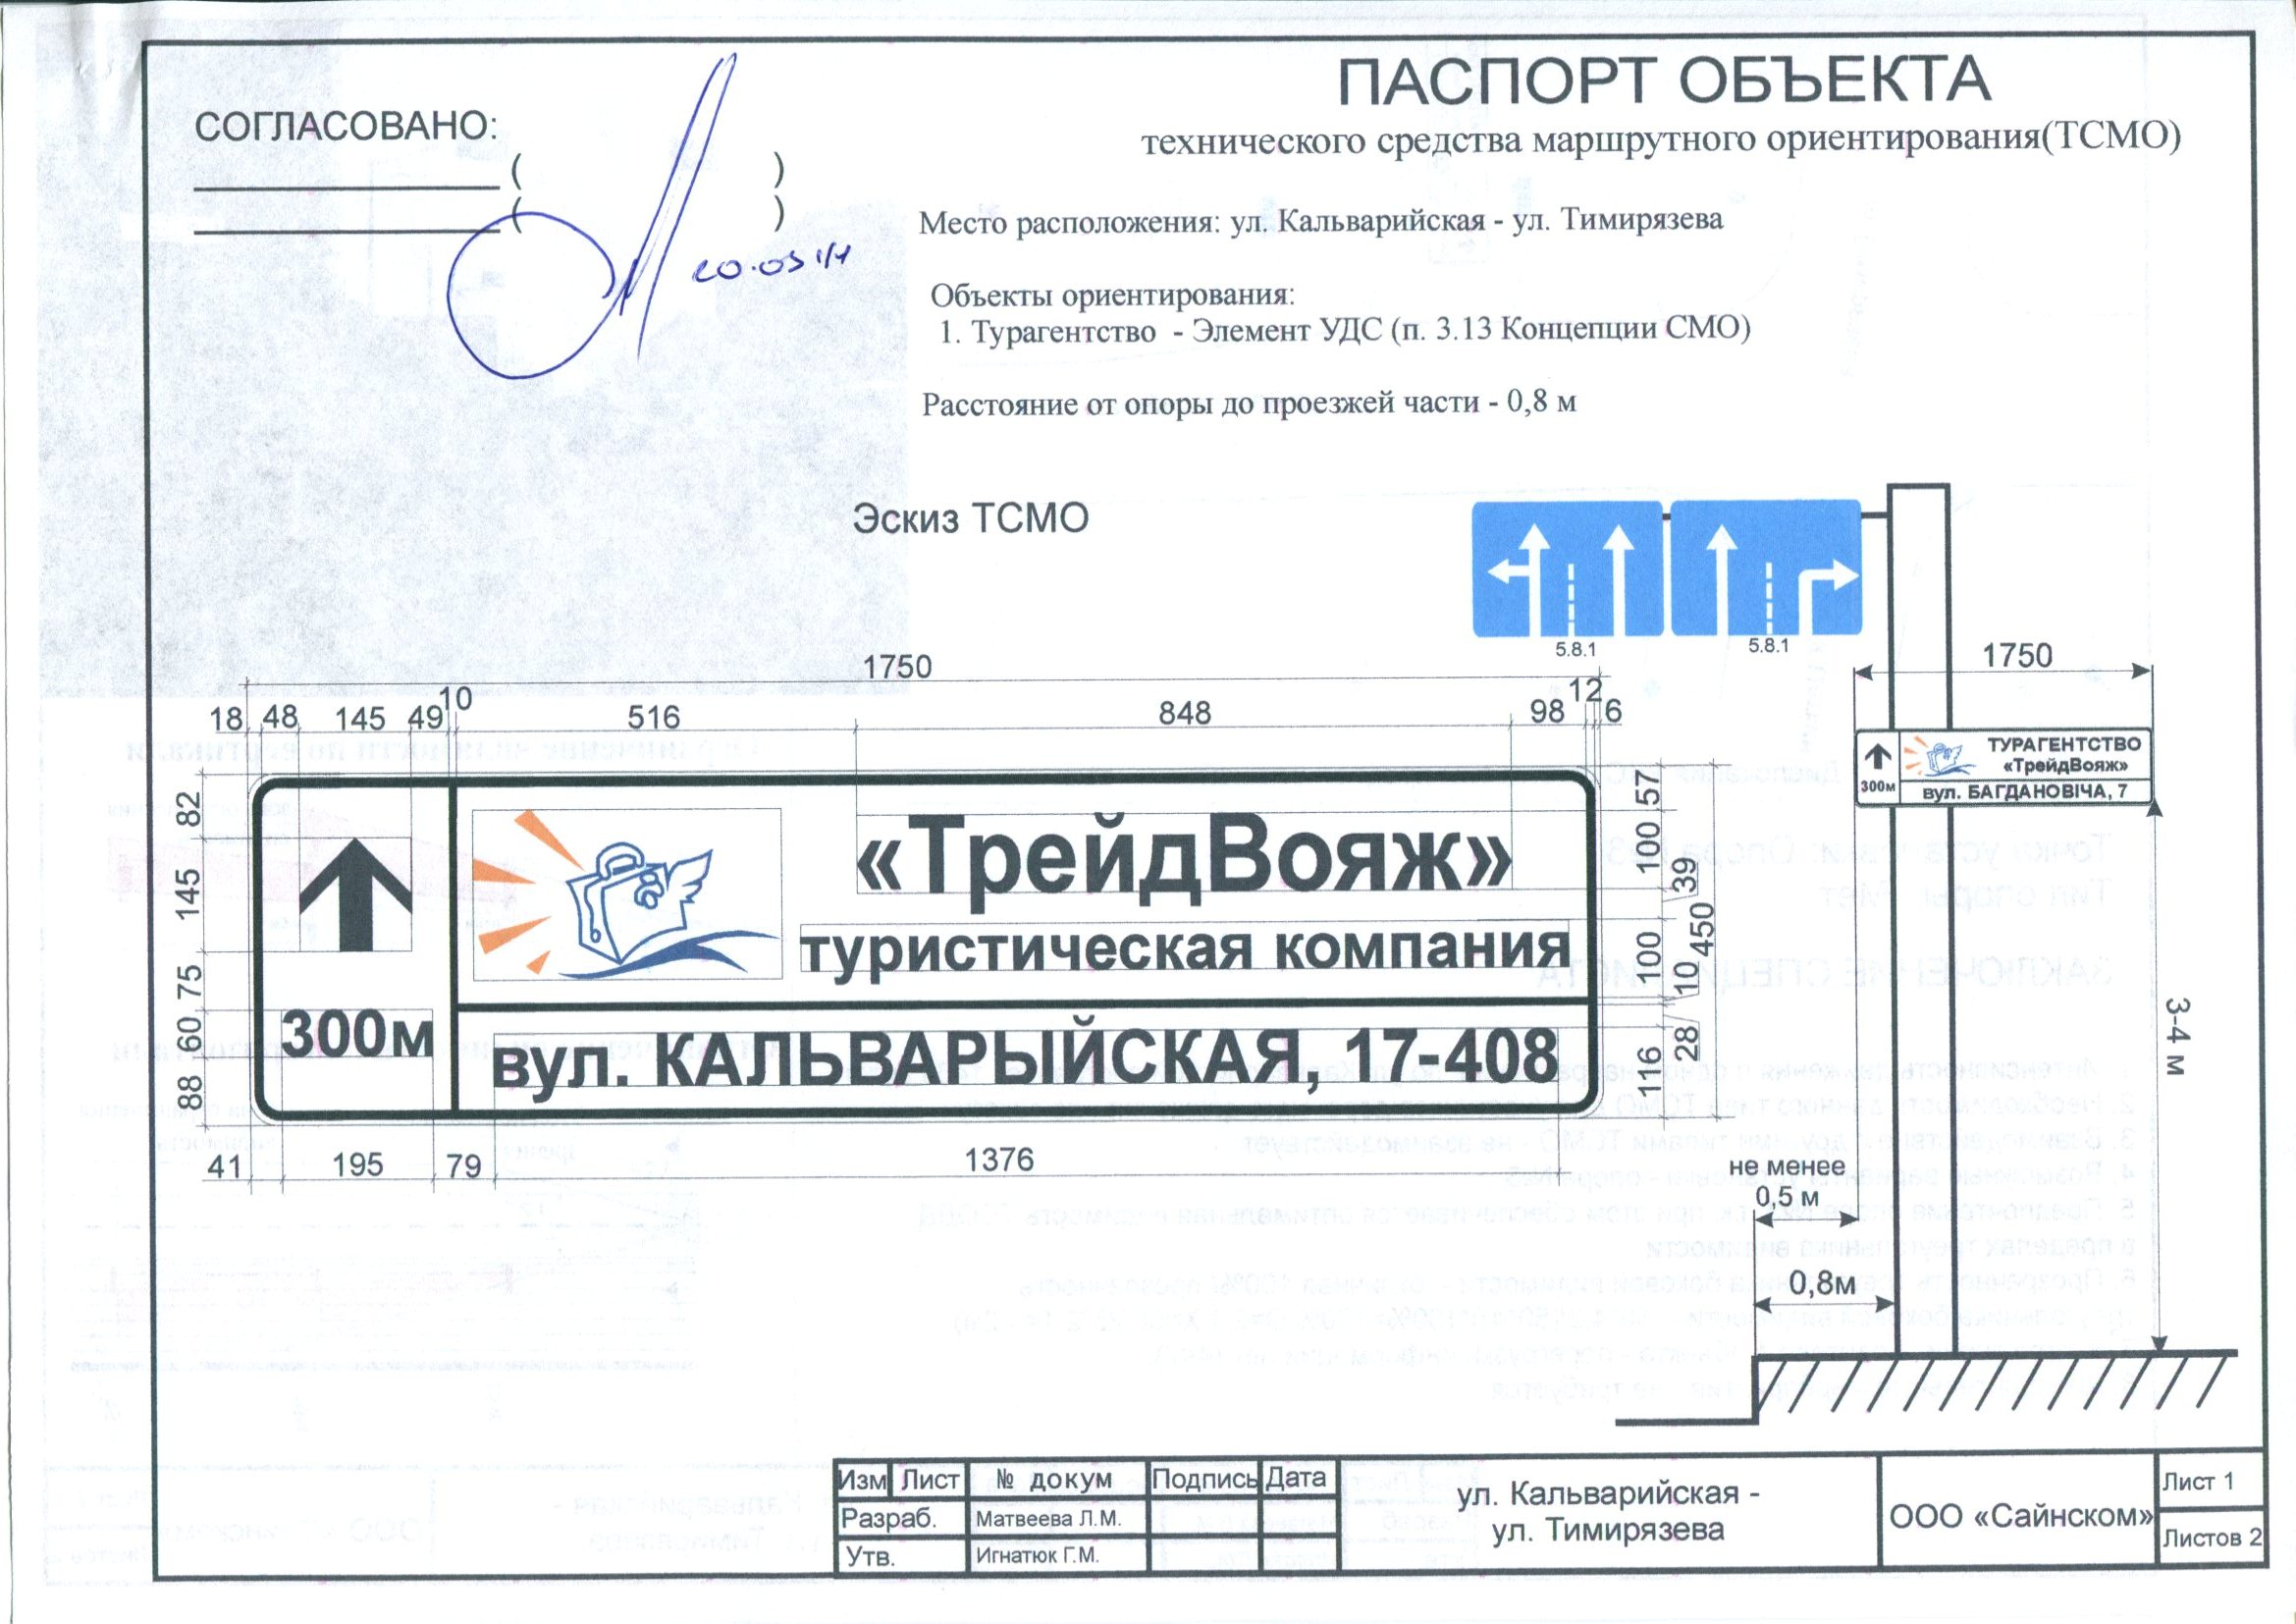 ПАСПОРТ ОБЪЕКТА
технического средства маршрутного ориентирования(ТСМО)
СОГЛАСОВАНО:
( )
( )
20.05.14
Место расположения: ул. Кальварийская - ул. Тимирязева
Объекты ориентирования:
1. Турагентство - Элемент УДС (п. 3.13 Концепции СМО)
Расстояние от опоры до проезжей части - 0,8 м
Эскиз ТСМО
5.8.1 5.8.1
1750
18 48 145 49 10 516 848 98 12 6
82 145 75 60 88
300м
«ТрейдВояж»
туристическая компания
вул. КАЛЬВАРЫЙСКАЯ, 17-408
57 100 39 100 10 28 116
450
41 195 79 1376
1750
300м
ТУРАГЕНТСТВО
«ТрейдВояж»
вул. БАГДАНОВІЧА, 7
3-4 м
не менее
0,5 м
0,8м
Изм Лист № докум Подпись Дата
Разраб. Матвеева Л.М.
Утв. Игнатюк Г.М.
ул. Кальварийская -
ул. Тимирязева
ООО «Сайнском»
Лист 1
Листов 2